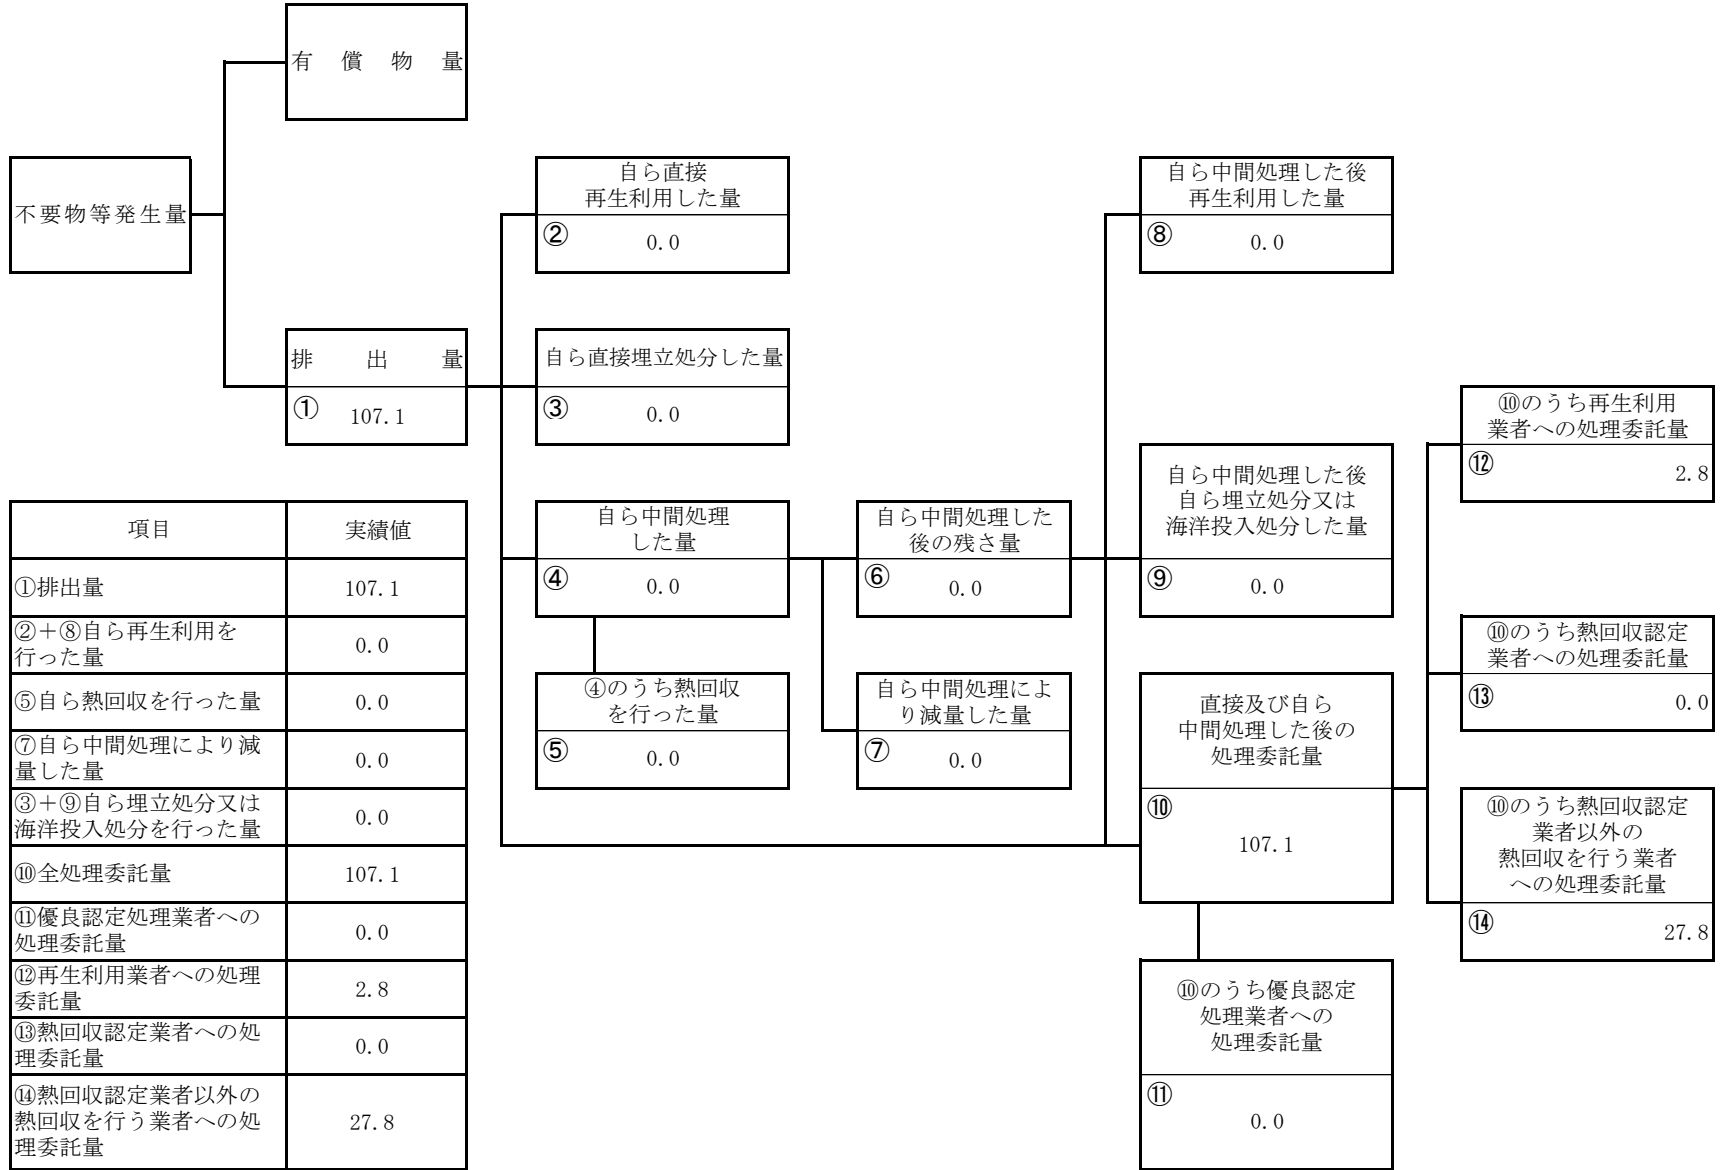 有償物量
不要物等発生量
排出量
① 107.1
自ら直接
再生利用した量
② 0.0
自ら直接埋立処分した量
③ 0.0
自ら中間処理
した量
④ 0.0
④のうち熱回収
を行った量
⑤ 0.0
自ら中間処理した
後の残さ量
⑥ 0.0
自ら中間処理によ
り減量した量
⑦ 0.0
自ら中間処理した後
再生利用した量
⑧ 0.0
自ら中間処理した後
自ら埋立処分又は
海洋投入処分した量
⑨ 0.0
直接及び自ら
中間処理した後の
処理委託量
⑩
107.1
⑩のうち優良認定
処理業者への
処理委託量
⑪
0.0
⑩のうち再生利用
業者への処理委託量
⑫ 2.8
⑩のうち熱回収認定
業者への処理委託量
⑬ 0.0
⑩のうち熱回収認定
業者以外の
熱回収を行う業者
への処理委託量
⑭ 27.8
項目 実績値
①排出量 107.1
②＋⑧自ら再生利用を
行った量 0.0
⑤自ら熱回収を行った量 0.0
⑦自ら中間処理により減
量した量 0.0
③＋⑨自ら埋立処分又は
海洋投入処分を行った量 0.0
⑩全処理委託量 107.1
⑪優良認定処理業者への
処理委託量 0.0
⑫再生利用業者への処理
委託量 2.8
⑬熱回収認定業者への処
理委託量 0.0
⑭熱回収認定業者以外の
熱回収を行う業者への処 27.8
理委託量